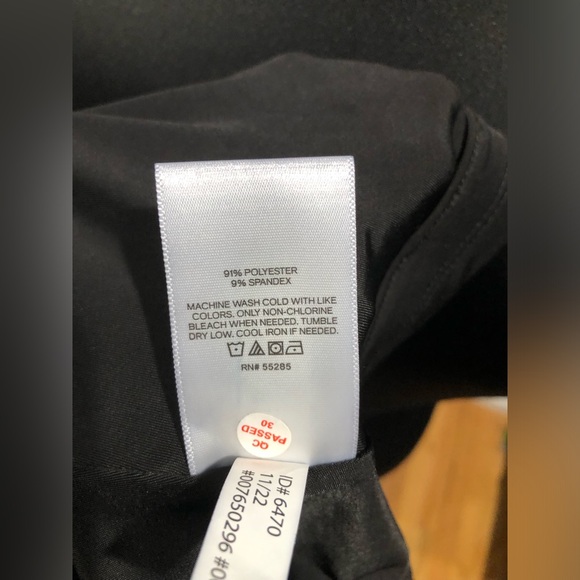 91% POLYESTER
9% SPANDEX
MACHINE WASH COLD WITH LIKE
COLORS. ONLY NON-CHLORINE
BLEACH WHEN NEEDED. TUMBLE
DRY LOW. COOL IRON IF NEEDED.
RN# 55285
QC
PASSED
30
ID# 6470
11/22
#007650296 #00